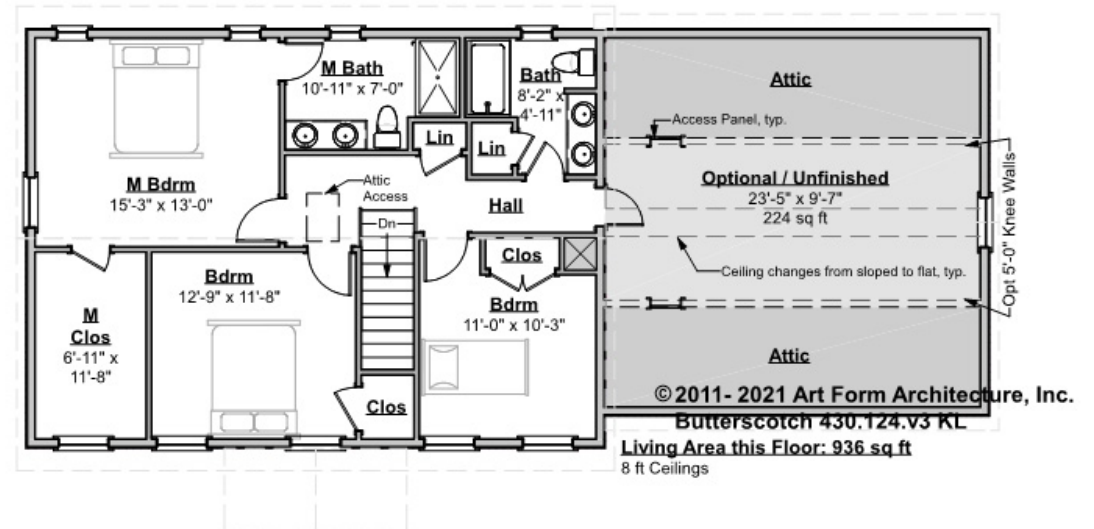 M Bath
10'-11" x 7'-0"
Bath
8'-2" x
4'-11"
Attic
Access Panel, typ.
Lin
Lin
M Bdrm
15'-3" x 13'-0"
Attic
Access
Dn
Hall
Optional / Unfinished
23'-5" x 9'-7"
224 sq ft
Opt 5'-0" Knee Walls
Ceiling changes from sloped to flat, typ.
Clos
Bdrm
12'-9" x 11'-8"
Bdrm
11'-0" x 10'-3"
M
Clos
6'-11" x
11'-8"
Clos
Attic
© 2011- 2021 Art Form Architecture, Inc.
Butterscotch 430.124.v3 KL
Living Area this Floor: 936 sq ft
8 ft Ceilings